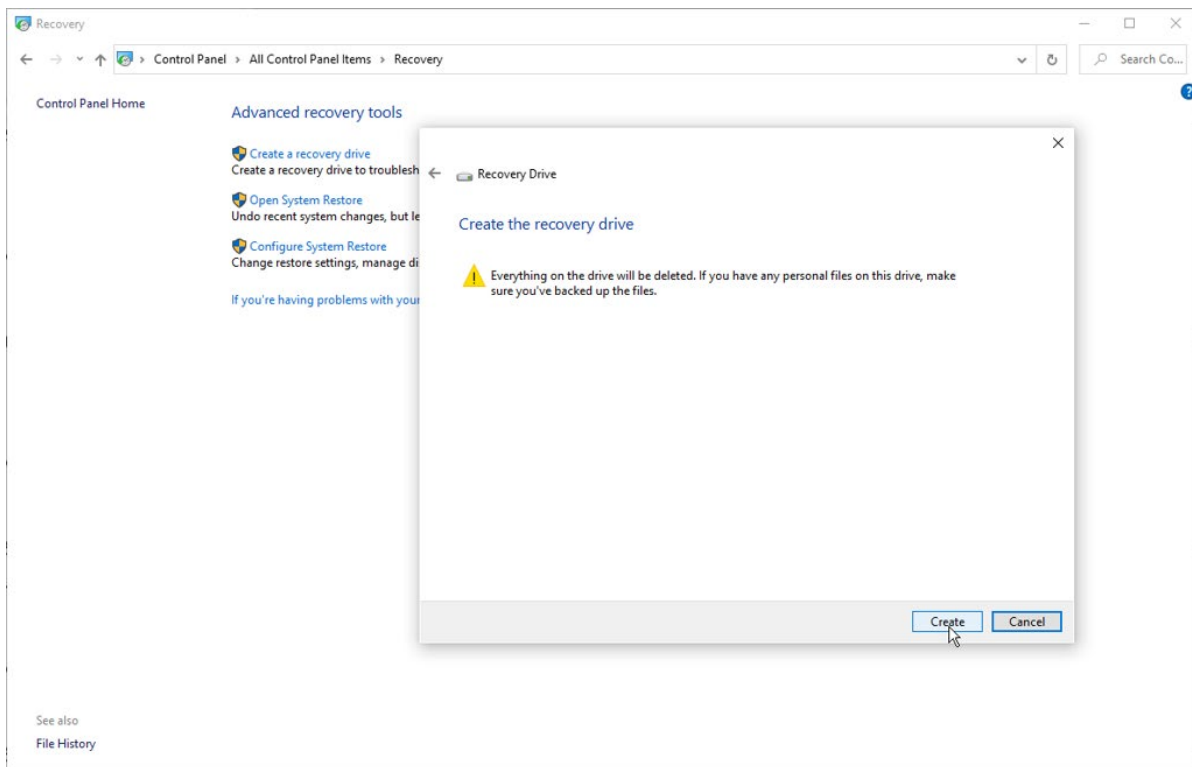 Recovery
Control Panel > All Control Panel Items > Recovery
Search Co...
Control Panel Home
Advanced recovery tools
Create a recovery drive
Create a recovery drive to troublesh
Open System Restore
Undo recent system changes, but le
Configure System Restore
Change restore settings, manage di
If you're having problems with your
Recovery Drive
Create the recovery drive
Everything on the drive will be deleted. If you have any personal files on this drive, make
sure you've backed up the files.
Create
Cancel
See also
File History